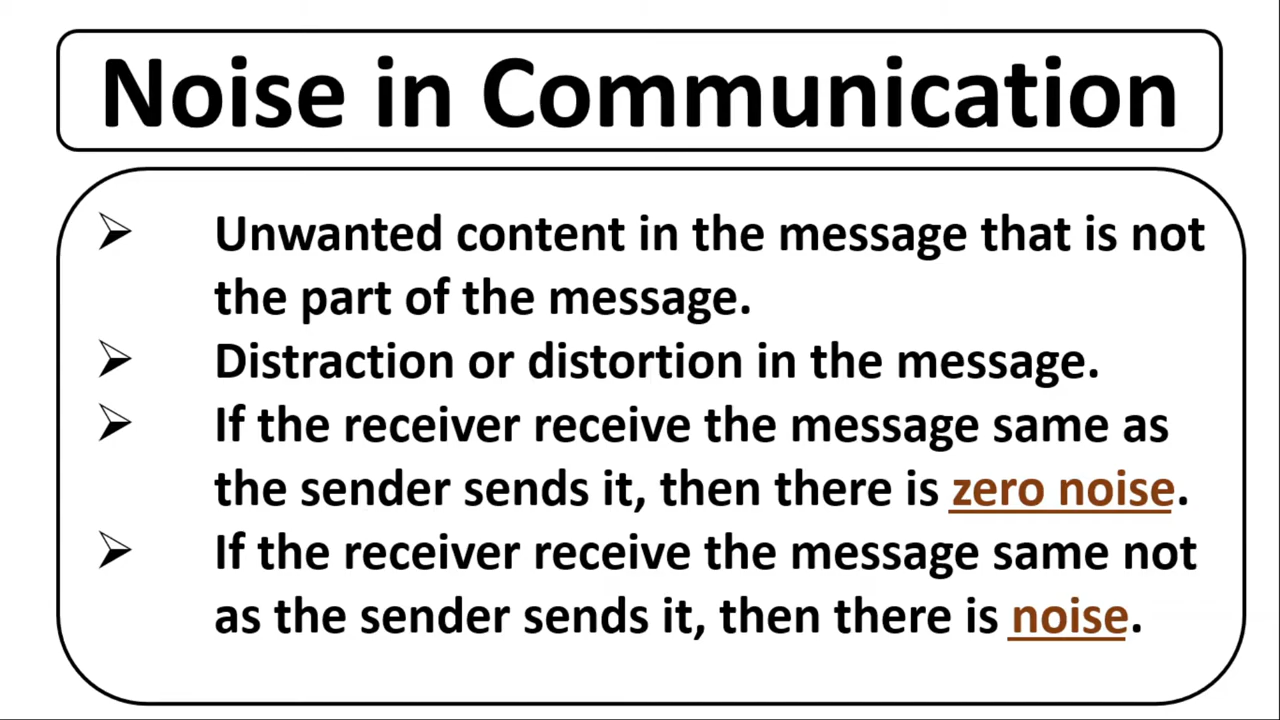 Noise in Communication
Unwanted content in the message that is not
the part of the message.
Distraction or distortion in the message.
If the receiver receive the message same as
the sender sends it, then there is zero noise.
If the receiver receive the message same not
as the sender sends it, then there is noise.